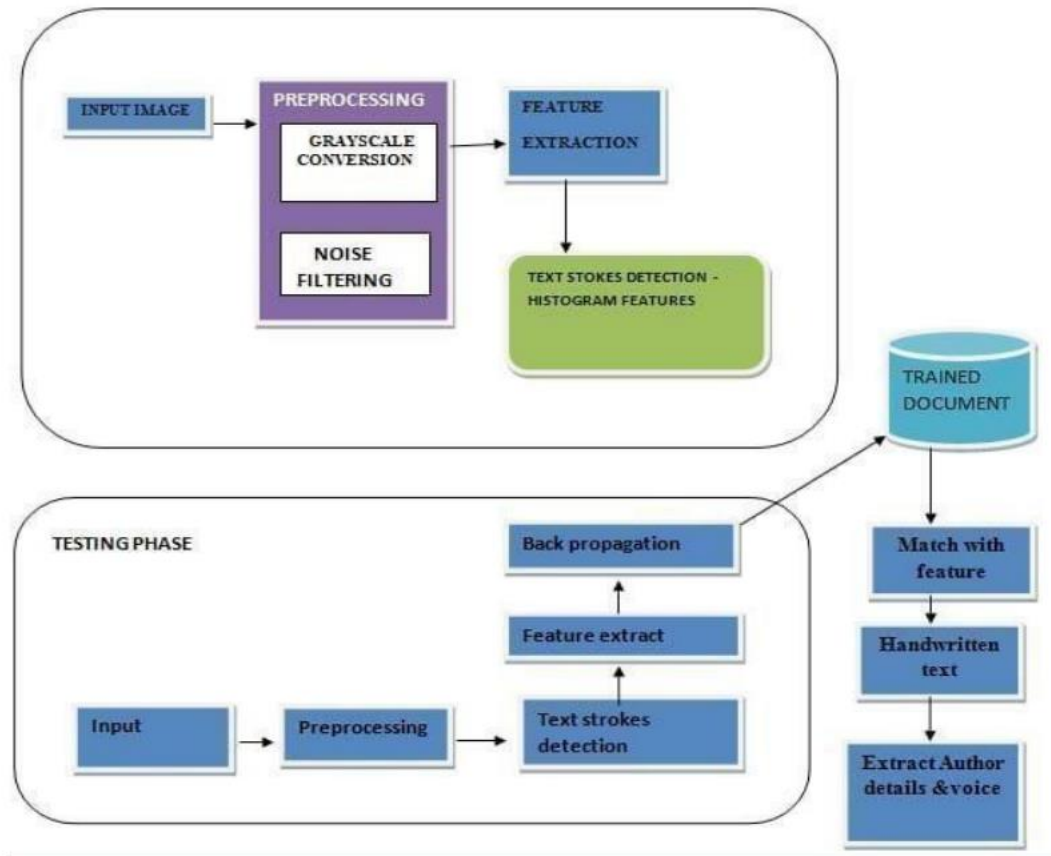 INPUT IMAGE
PREPROCESSING
GRAYSCALE
CONVERSION
NOISE
FILTERING
FEATURE
EXTRACTION
TEXT STOKES DETECTION -
HISTOGRAM FEATURES
TRAINED
DOCUMENT
TESTING PHASE
Back propagation
Feature extract
Input
Preprocessing
Text strokes
detection
Match with
feature
Handwritten
text
Extract Author
details &voice